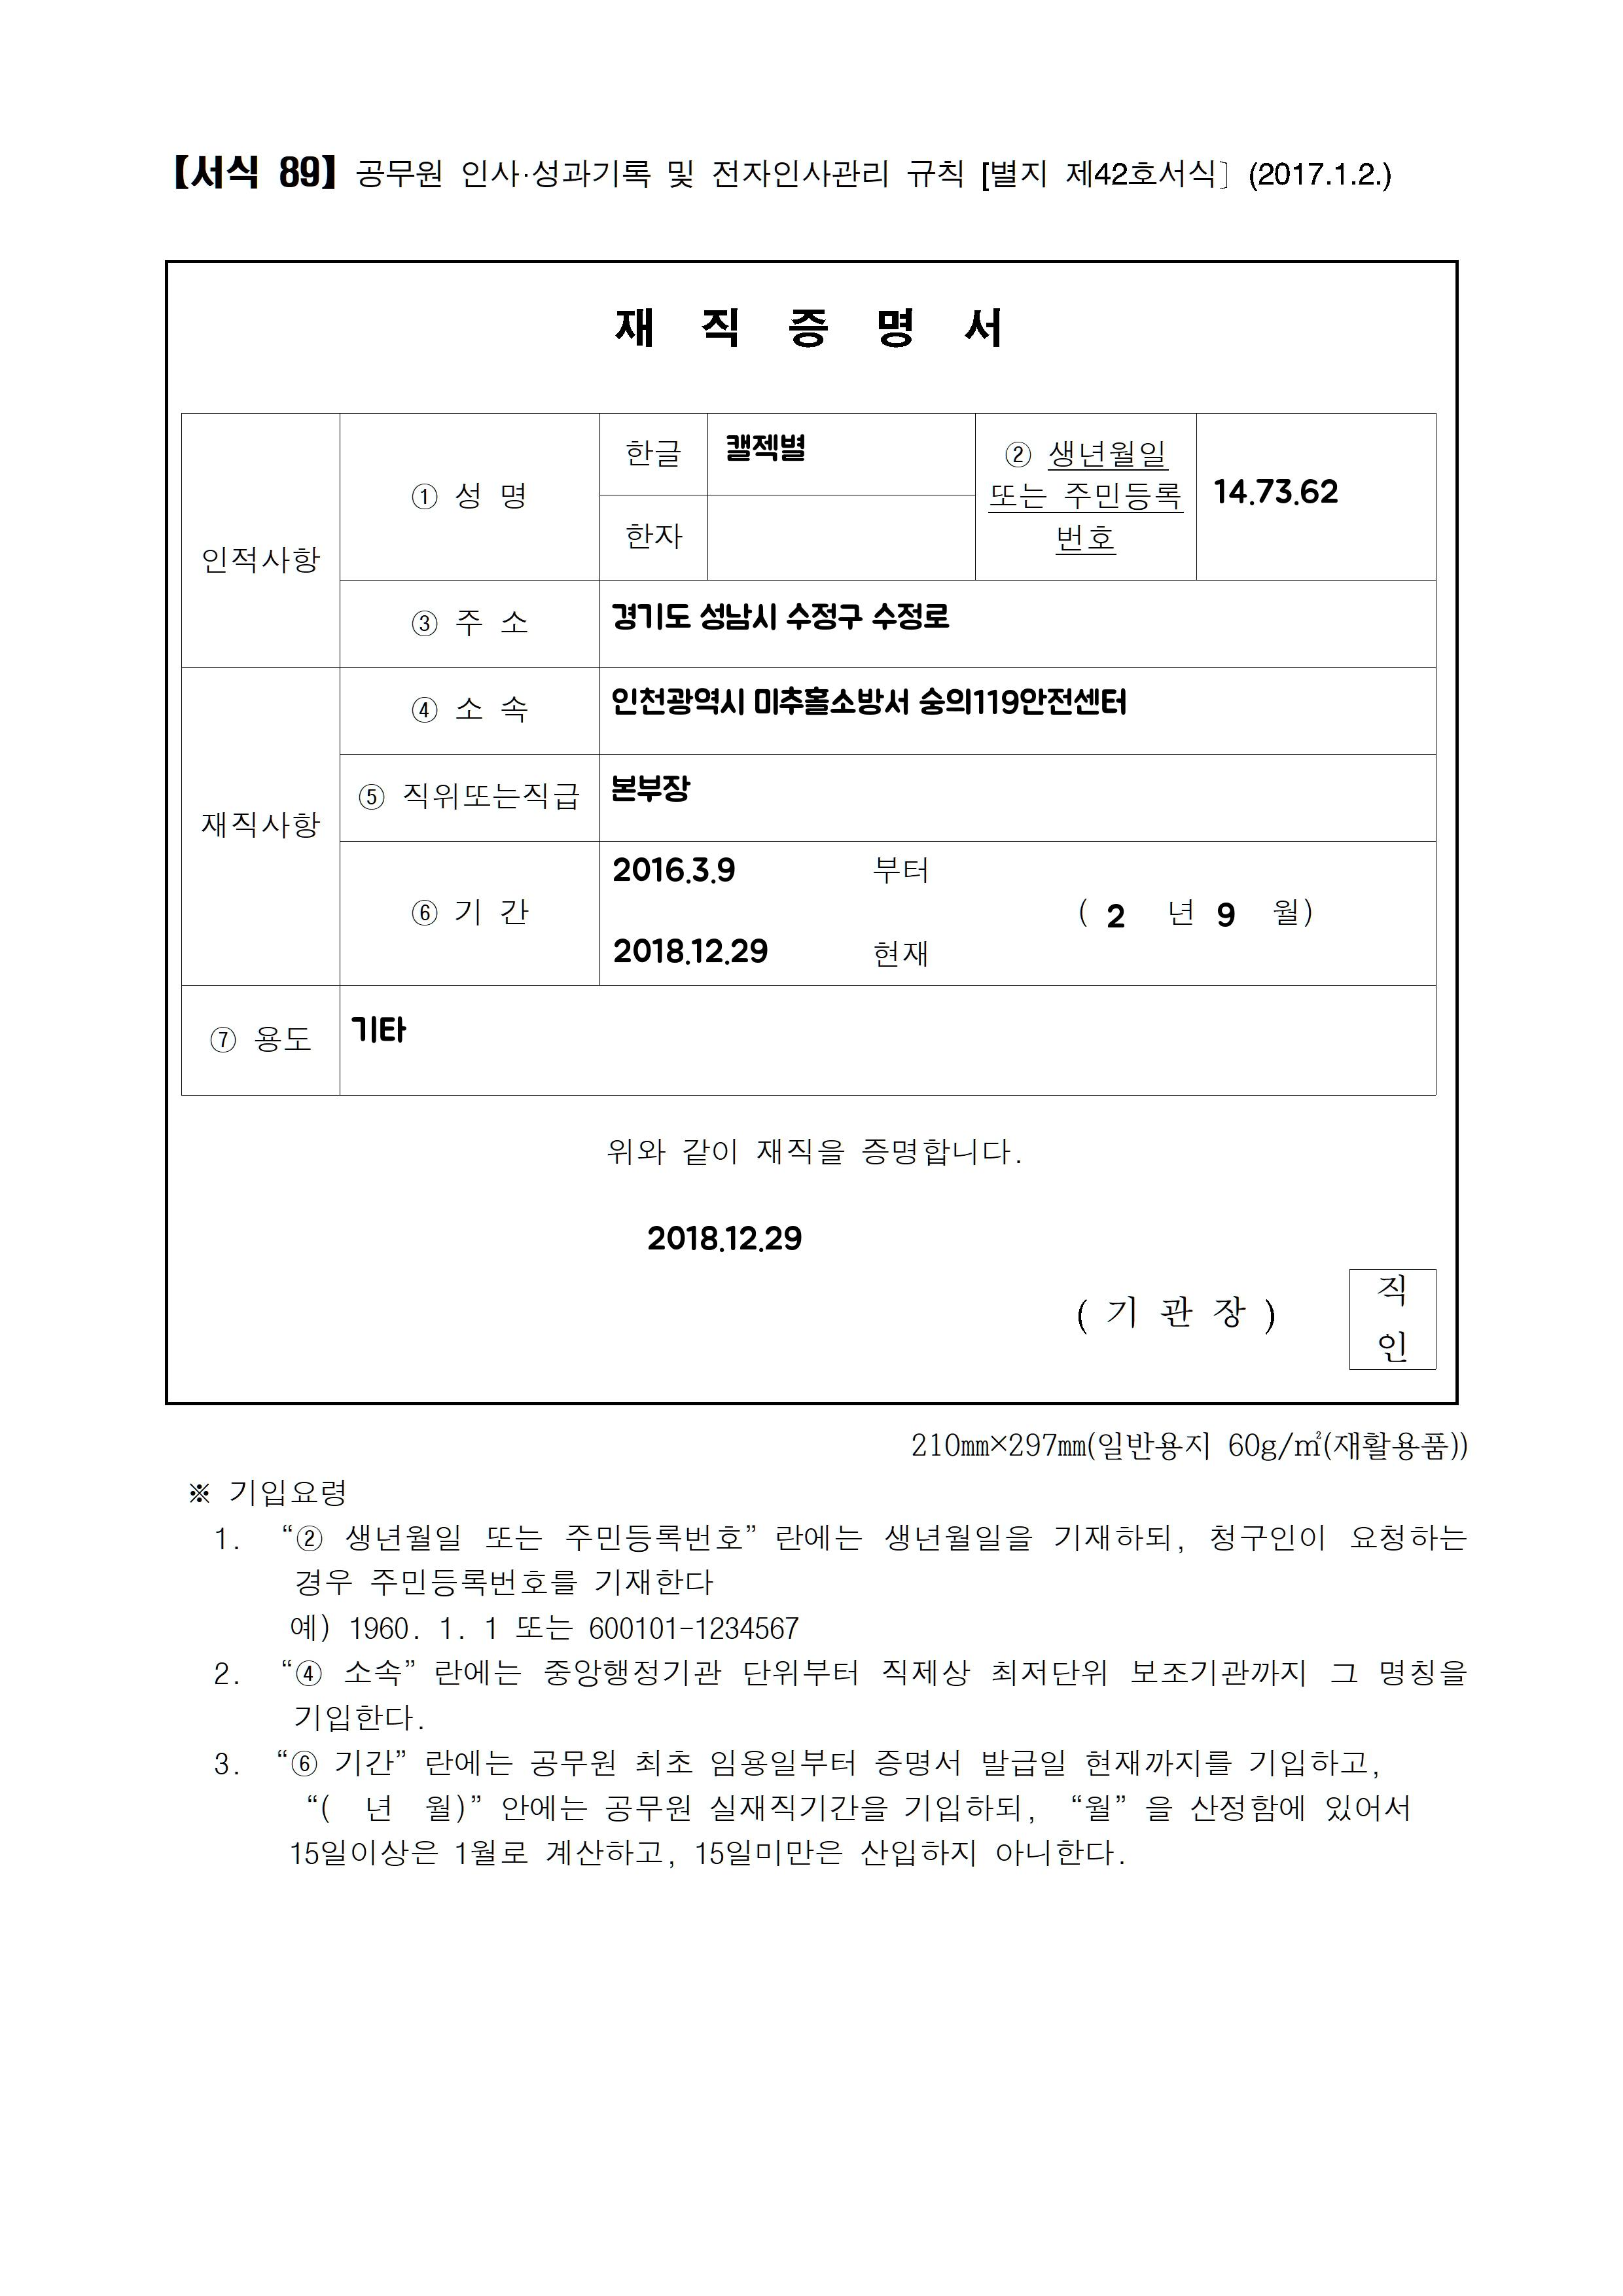 【서식 89】 공무원 인사·성과기록 및 전자인사관리 규칙 [별지 제42호서식〕 (2017.1.2.)
재 직 증 명 서
인적사항
① 성 명
한글
캘젝별
한자
② 생년월일
또는 주민등록
번호
14.73.62
③ 주 소
경기도 성남시 수정구 수정로
재직사항
④ 소 속
인천광역시 미추홀소방서 숭의119안전센터
⑤ 직위또는직급
본부장
⑥ 기 간
2016.3.9 부터
( 2 년 9 월)
2018.12.29 현재
⑦ 용도
기타
위와 같이 재직을 증명합니다.
2018.12.29
( 기 관 장 )
직
인
210㎜×297㎜(일반용지 60g/㎡(재활용품))
※ 기입요령
1. “② 생년월일 또는 주민등록번호” 란에는 생년월일을 기재하되, 청구인이 요청하는
경우 주민등록번호를 기재한다
예) 1960. 1. 1 또는 600101-1234567
2. “④ 소속” 란에는 중앙행정기관 단위부터 직제상 최저단위 보조기관까지 그 명칭을
기입한다.
3. “⑥ 기간” 란에는 공무원 최초 임용일부터 증명서 발급일 현재까지를 기입하고,
“( 년 월)” 안에는 공무원 실재직기간을 기입하되, “월” 을 산정함에 있어서
15일이상은 1월로 계산하고, 15일미만은 산입하지 아니한다.